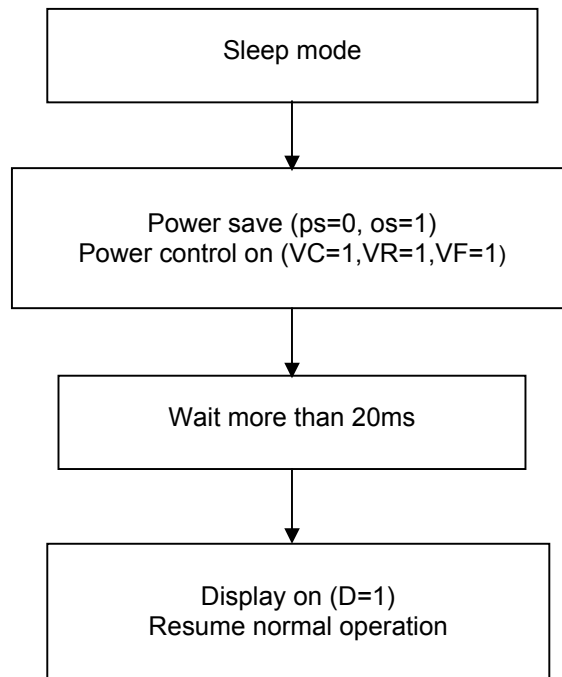 Sleep mode
Power save (ps=0, os=1)
Power control on (VC=1,VR=1,VF=1)
Wait more than 20ms
Display on (D=1)
Resume normal operation